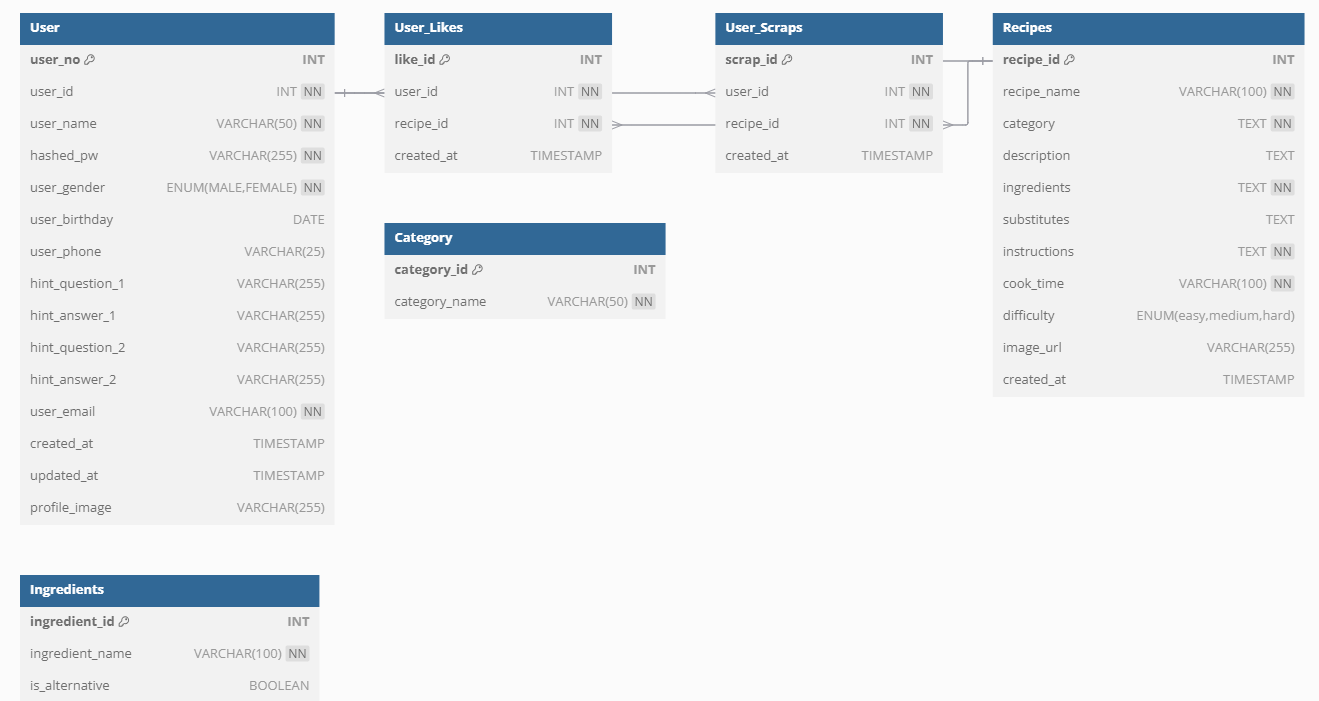 User
user_no INT
user_id INT NN
user_name VARCHAR(50) NN
hashed_pw VARCHAR(255) NN
user_gender ENUM(MALE,FEMALE) NN
user_birthday DATE
user_phone VARCHAR(25)
hint_question_1 VARCHAR(255)
hint_answer_1 VARCHAR(255)
hint_question_2 VARCHAR(255)
hint_answer_2 VARCHAR(255)
user_email VARCHAR(100) NN
created_at TIMESTAMP
updated_at TIMESTAMP
profile_image VARCHAR(255)
User_Likes
like_id INT
user_id INT NN
recipe_id INT NN
created_at TIMESTAMP
User_Scraps
scrap_id INT
user_id INT NN
recipe_id INT NN
created_at TIMESTAMP
Recipes
recipe_id INT
recipe_name VARCHAR(100) NN
category TEXT NN
description TEXT
ingredients TEXT NN
substitutes TEXT
instructions TEXT NN
cook_time VARCHAR(100) NN
difficulty ENUM(easy,medium,hard)
image_url VARCHAR(255)
created_at TIMESTAMP
Category
category_id INT
category_name VARCHAR(50) NN
Ingredients
ingredient_id INT
ingredient_name VARCHAR(100) NN
is_alternative BOOLEAN